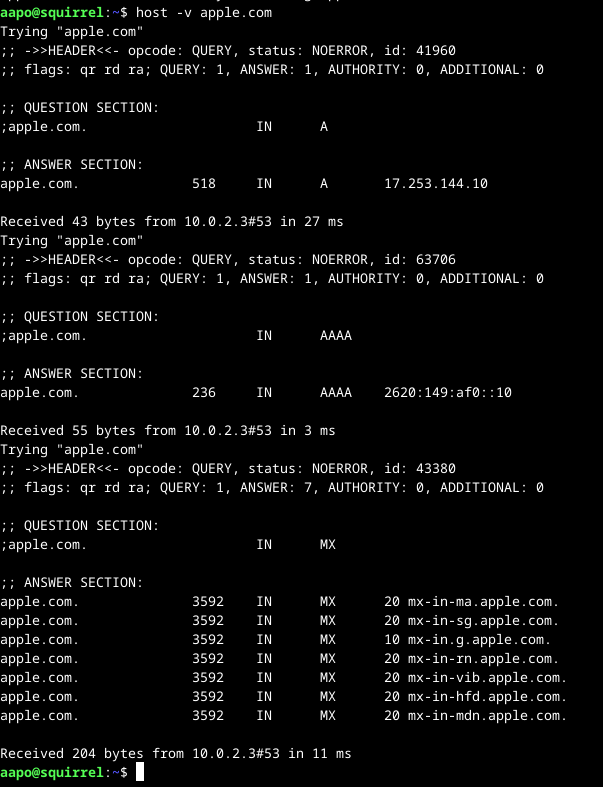 aapo@squirrel:~$ host -v apple.com
Trying "apple.com"
;; ->>HEADER<<- opcode: QUERY, status: NOERROR, id: 41960
;; flags: qr rd ra; QUERY: 1, ANSWER: 1, AUTHORITY: 0, ADDITIONAL: 0

;; QUESTION SECTION:
;apple.com.                     IN      A

;; ANSWER SECTION:
apple.com.              518     IN      A       17.253.144.10

Received 43 bytes from 10.0.2.3#53 in 27 ms
Trying "apple.com"
;; ->>HEADER<<- opcode: QUERY, status: NOERROR, id: 63706
;; flags: qr rd ra; QUERY: 1, ANSWER: 1, AUTHORITY: 0, ADDITIONAL: 0

;; QUESTION SECTION:
;apple.com.                     IN      AAAA

;; ANSWER SECTION:
apple.com.              236     IN      AAAA    2620:149:af0::10

Received 55 bytes from 10.0.2.3#53 in 3 ms
Trying "apple.com"
;; ->>HEADER<<- opcode: QUERY, status: NOERROR, id: 43380
;; flags: qr rd ra; QUERY: 1, ANSWER: 7, AUTHORITY: 0, ADDITIONAL: 0

;; QUESTION SECTION:
;apple.com.                     IN      MX

;; ANSWER SECTION:
apple.com.              3592    IN      MX      20 mx-in-ma.apple.com.
apple.com.              3592    IN      MX      20 mx-in-sg.apple.com.
apple.com.              3592    IN      MX      10 mx-in.g.apple.com.
apple.com.              3592    IN      MX      20 mx-in-rn.apple.com.
apple.com.              3592    IN      MX      20 mx-in-vib.apple.com.
apple.com.              3592    IN      MX      20 mx-in-hfd.apple.com.
apple.com.              3592    IN      MX      20 mx-in-mdn.apple.com.

Received 204 bytes from 10.0.2.3#53 in 11 ms
aapo@squirrel:~$